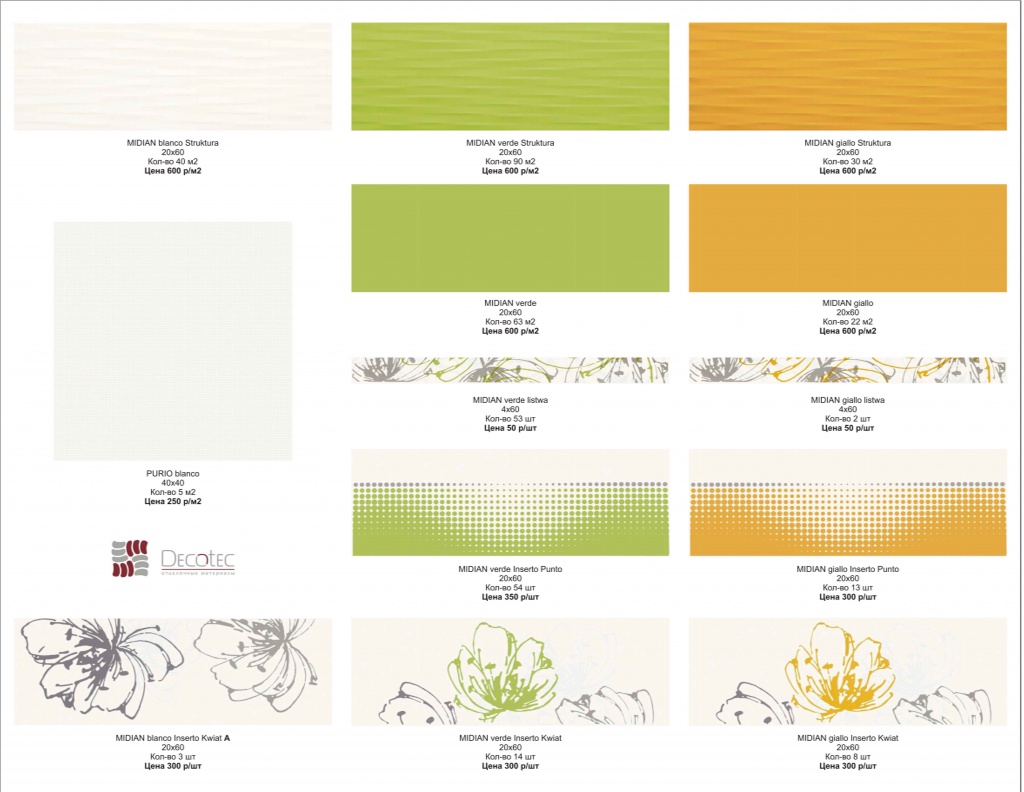 MIDIAN blanco Struktura
20x60
Кол-во 40 м2
Цена 600 р/м2
MIDIAN verde Struktura
20x60
Кол-во 90 м2
Цена 600 р/м2
MIDIAN giallo Struktura
20x60
Кол-во 30 м2
Цена 600 р/м2
MIDIAN verde
20x60
Кол-во 63 м2
Цена 600 р/м2
MIDIAN giallo
20x60
Кол-во 22 м2
Цена 600 р/м2
MIDIAN verde listwa
4x60
Кол-во 53 шт
Цена 50 р/шт
MIDIAN giallo listwa
4x60
Кол-во 2 шт
Цена 50 р/шт
PURIO blanco
40x40
Кол-во 5 м2
Цена 250 р/м2
DECOTEC
отделочные материалы
MIDIAN verde Inserto Punto
20x60
Кол-во 54 шт
Цена 350 р/шт
MIDIAN giallo Inserto Punto
20x60
Кол-во 13 шт
Цена 300 р/шт
MIDIAN blanco Inserto Kwiat A
20x60
Кол-во 3 шт
Цена 300 р/шт
MIDIAN verde Inserto Kwiat
20x60
Кол-во 14 шт
Цена 300 р/шт
MIDIAN giallo Inserto Kwiat
20x60
Кол-во 8 шт
Цена 300 р/шт